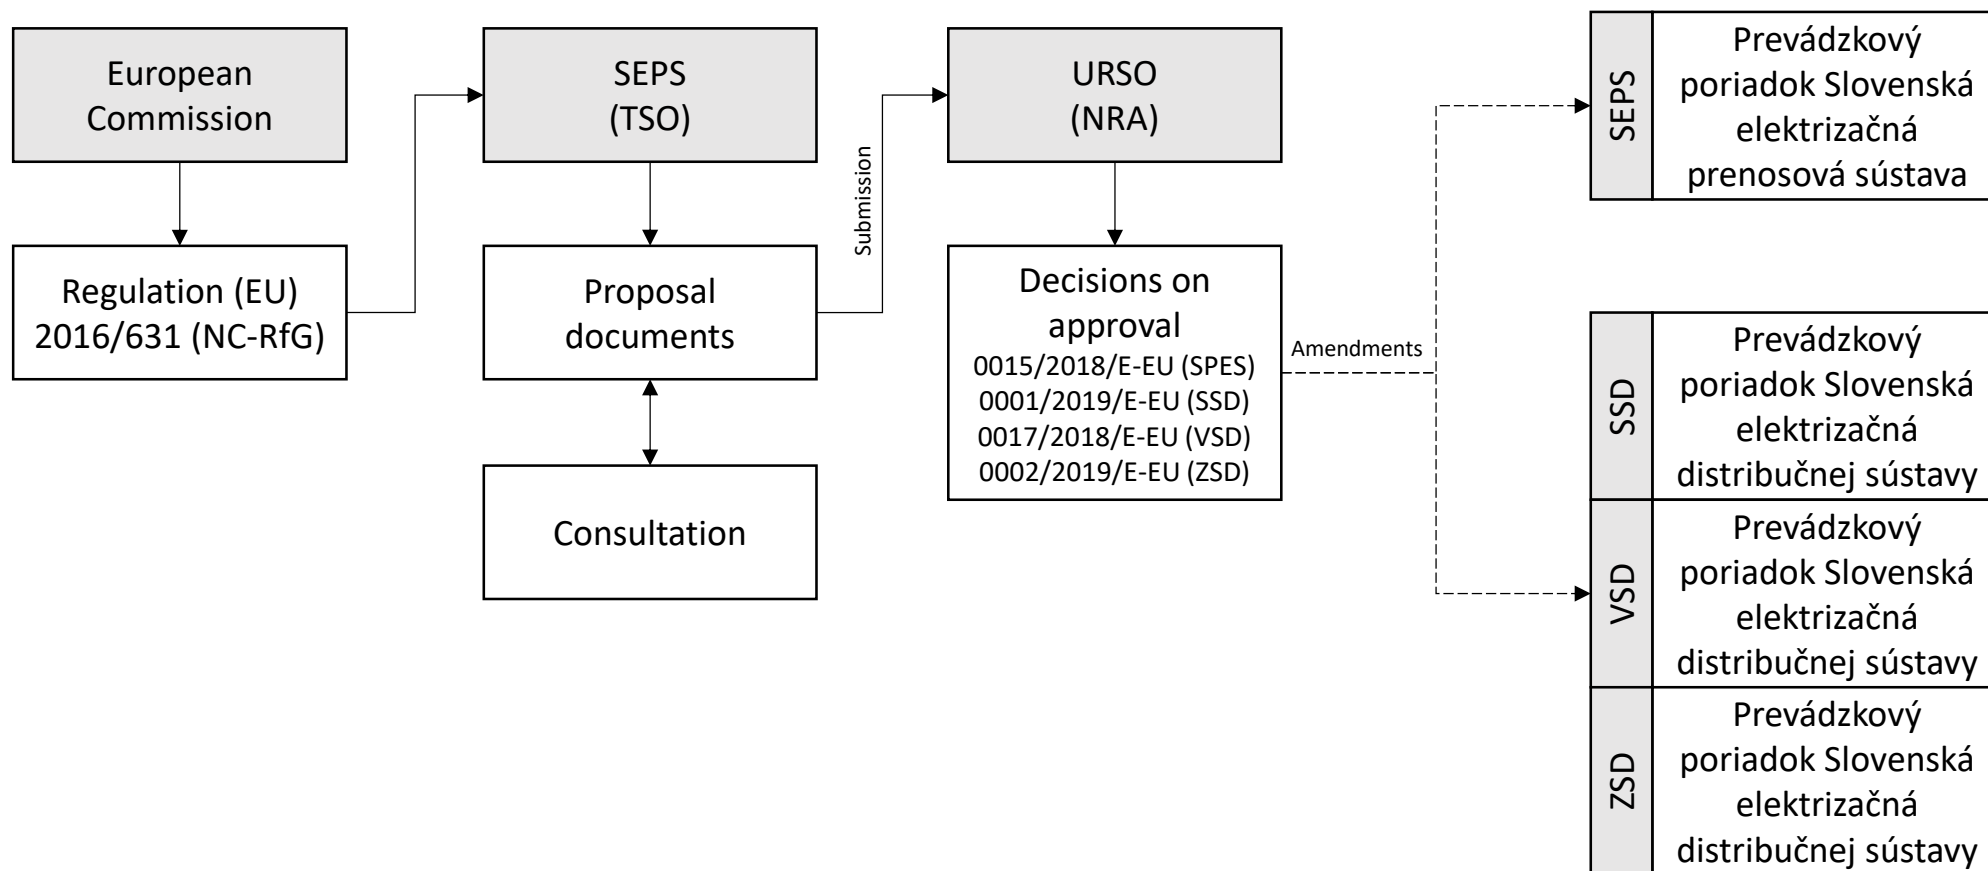 European
Commission
Regulation (EU)
2016/631 (NC-RfG)
SEPS
(TSO)
Proposal
documents
Consultation
Submission
URSO
(NRA)
Decisions on
approval
0015/2018/E-EU (SPES)
0001/2019/E-EU (SSD)
0017/2018/E-EU (VSD)
0002/2019/E-EU (ZSD)
Amendments
SEPS
Prevádzkový
poriadok Slovenská
elektrizačná
prenosová sústava
SSD
Prevádzkový
poriadok Slovenská
elektrizačná
distribučnej sústavy
VSD
Prevádzkový
poriadok Slovenská
elektrizačná
distribučnej sústavy
ZSD
Prevádzkový
poriadok Slovenská
elektrizačná
distribučnej sústavy